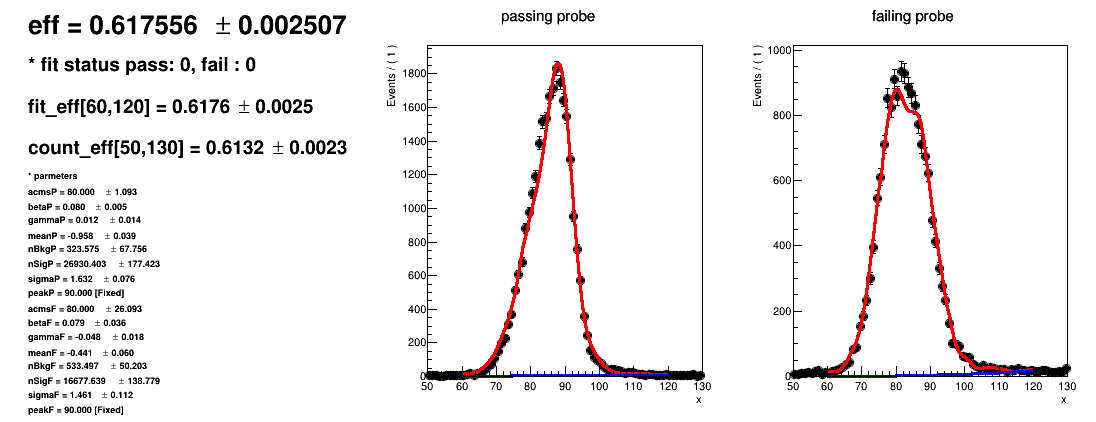 eff = 0.617556 ± 0.002507
* fit status pass: 0, fail : 0
fit_eff[60,120] = 0.6176 ± 0.0025
count_eff[50,130] = 0.6132 ± 0.0023
* parmeters
acmsP = 80.000 ± 1.093
betaP = 0.080 ± 0.005
gammaP = 0.012 ± 0.014
meanP = -0.958 ± 0.039
nBkgP = 323.575 ± 67.756
nSigP = 26930.403 ± 177.423
sigmaP = 1.632 ± 0.076
peakP = 90.000 [Fixed]
acmsF = 80.000 ± 26.093
betaF = 0.079 ± 0.036
gammaF = -0.048 ± 0.018
meanF = -0.441 ± 0.060
nBkgF = 533.497 ± 50.203
nSigF = 16677.639 ± 138.779
sigmaF = 1.461 ± 0.112
peakF = 90.000 [Fixed]
passing probe
Events / ( 1 )
1800
1600
1400
1200
1000
800
600
400
200
0
50 60 70 80 90 100 110 120 130
x
failing probe
Events / ( 1 )
1000
800
600
400
200
0
50 60 70 80 90 100 110 120 130
x